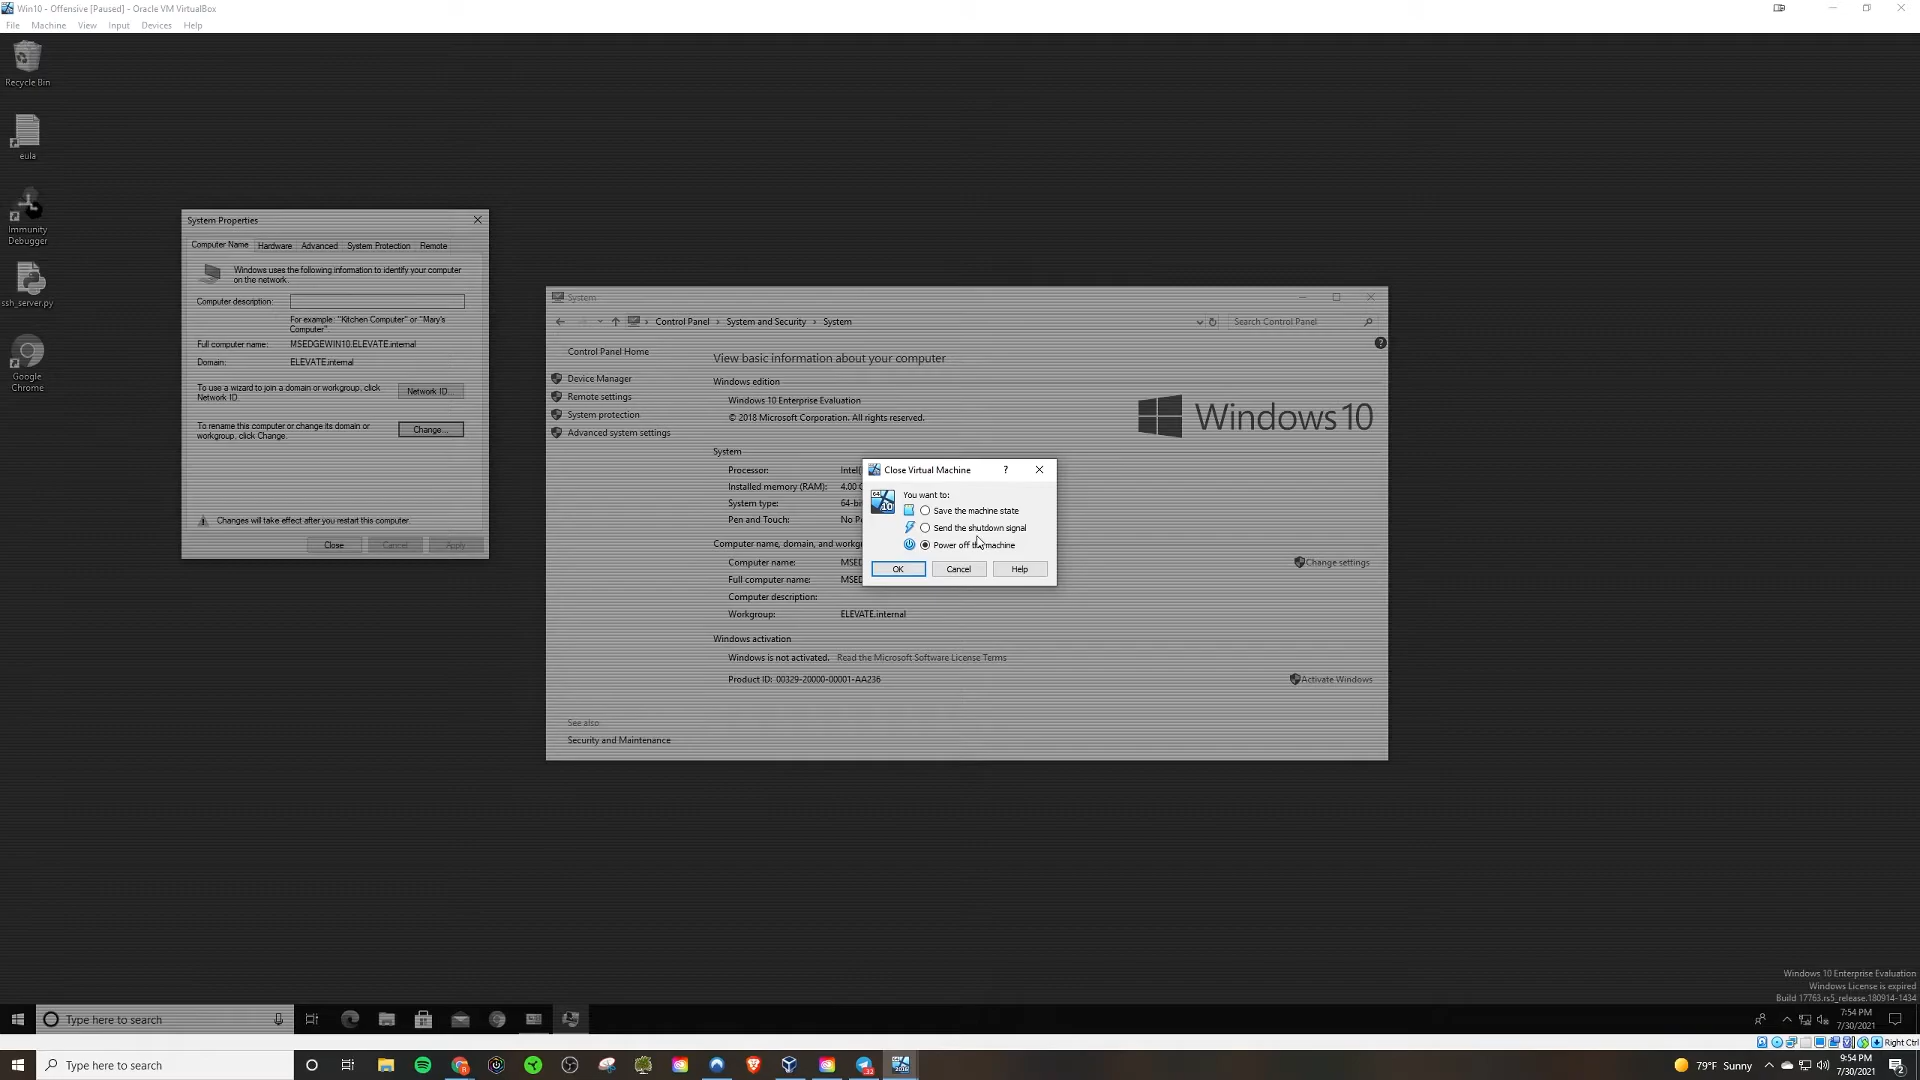 Win10 - Offensive [Paused] - Oracle VM VirtualBox
File Machine View Input Devices Help
Recycle Bin
eula
Immunity
Debugger
ssh_server.py
Google
Chrome
System Properties
Computer Name Hardware Advanced System Protection Remote
Windows uses the following information to identify your computer
on the network.
Computer description:
For example: "Kitchen Computer" or "Mary's
Computer".
Full computer name: MSEDGEWIN10.ELEVATE.internal
Domain: ELEVATE.internal
To use a wizard to join a domain or workgroup, click
Network ID.
Network ID...
To rename this computer or change its domain or
workgroup, click Change.
Change...
Changes will take effect after you restart this computer.
Close Cancel Apply
System
Control Panel > System and Security > System
Search Control Panel
Control Panel Home
Device Manager
Remote settings
System protection
Advanced system settings
View basic information about your computer
Windows edition
Windows 10 Enterprise Evaluation
© 2018 Microsoft Corporation. All rights reserved.
Windows 10
System
Processor: Intel(
Installed memory (RAM): 4.00
System type: 64-bi
Pen and Touch: No P
Computer name, domain, and workg
Computer name: MSED
Full computer name: MSED
Computer description:
Workgroup: ELEVATE.internal
Change settings
Windows activation
Windows is not activated. Read the Microsoft Software License Terms
Product ID: 00329-20000-00001-AA236
Activate Windows
See also
Security and Maintenance
Close Virtual Machine ?
64
10
You want to:
Save the machine state
Send the shutdown signal
Power off the machine
OK Cancel Help
Windows 10 Enterprise Evaluation
Windows License is expired
Build 17763.rs5_release.180914-1434
Type here to search
7:54 PM
7/30/2021
Right Ctrl
Type here to search
79°F Sunny
9:54 PM
7/30/2021
2